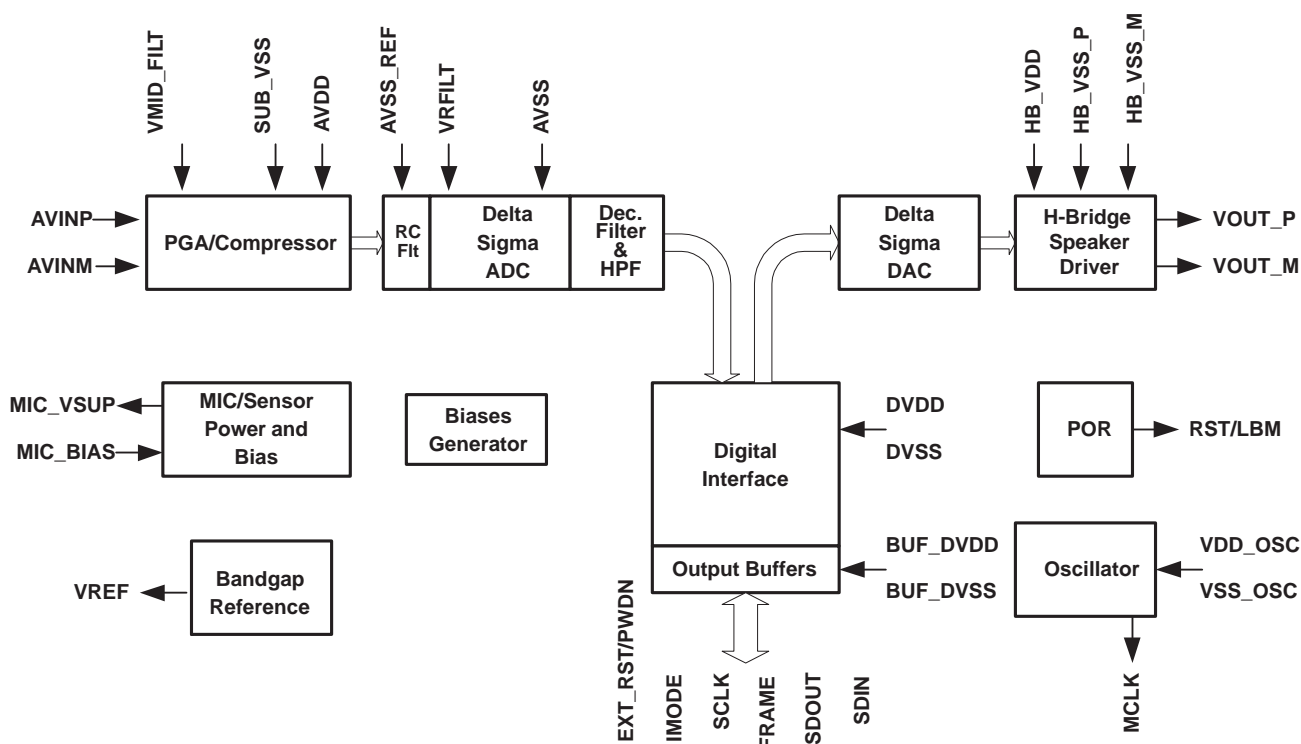 VMID_FILT
SUB_VSS
AVDD
AVSS_REF
VRFILT
AVSS
HB_VDD
HB_VSS_P
HB_VSS_M
AVINP
AVINM
PGA/Compressor
RC
Flt
Delta
Sigma
ADC
Dec.
Filter
&
HPF
Delta
Sigma
DAC
H-Bridge
Speaker
Driver
VOUT_P
VOUT_M
MIC_VSUP
MIC_BIAS
MIC/Sensor
Power and
Bias
Biases
Generator
Digital
Interface
DVDD
DVSS
POR
RST/LBM
VREF
Bandgap
Reference
Output Buffers
BUF_DVDD
BUF_DVSS
Oscillator
VDD_OSC
VSS_OSC
EXT_RST/PWDN
IMODE
SCLK
FRAME
SDOUT
SDIN
MCLK